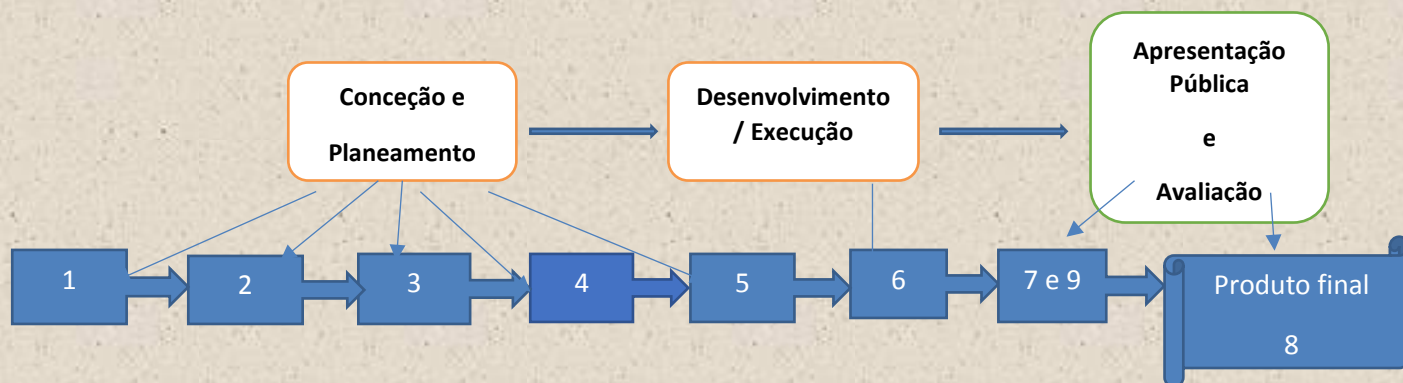 Conceção e
Planeamento
Desenvolvimento
/ Execução
Apresentação
Pública
e
Avaliação
1
2
3
4
5
6
7 e 9
Produto final
8